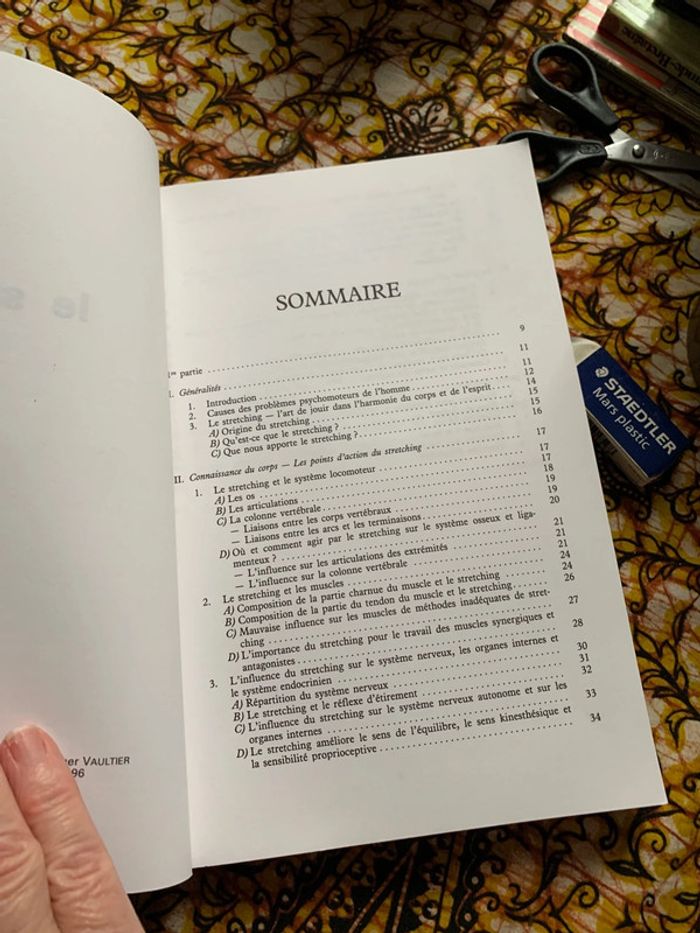 le s
er VAULTIER
96
SOMMAIRE
1re partie ........ 9
I. Généralités ........ 11
1. Introduction ........ 11
2. Causes des problèmes psychomoteurs de l'homme ........ 12
3. Le stretching — l'art de jouir dans l'harmonie du corps et de l'esprit ........ 14
A) Origine du stretching ........ 15
B) Qu'est-ce que le stretching ? ........ 15
C) Que nous apporte le stretching ? ........ 16
II. Connaissance du corps — Les points d'action du stretching ........ 17
1. Le stretching et le système locomoteur ........ 17
A) Les os ........ 17
B) Les articulations ........ 18
C) La colonne vertébrale ........ 19
— Liaisons entre les corps vertébraux ........ 19
— Liaisons entre les arcs et les terminaisons ........ 20
D) Où et comment agir par le stretching sur le système osseux et liga-
menteux ? ........ 21
— L'influence sur les articulations des extrémités ........ 21
— L'influence sur la colonne vertébrale ........ 21
2. Le stretching et les muscles ........ 24
A) Composition de la partie charnue du muscle et le stretching ........ 24
B) Composition de la partie du tendon du muscle et le stretching ........ 26
C) Mauvaise influence sur les muscles de méthodes inadéquates de stret-
ching ........ 27
D) L'importance du stretching pour le travail des muscles synergiques et
antagonistes ........ 28
3. L'influence du stretching sur le système nerveux, les organes internes et
le système endocrinien ........ 30
A) Répartition du système nerveux ........ 31
B) Le stretching et le réflexe d'étirement ........ 32
C) L'influence du stretching sur le système nerveux autonome et sur les
organes internes ........ 33
D) Le stretching améliore le sens de l'équilibre, le sens kinesthésique et
la sensibilité proprioceptive ........ 34
STAEDTLER
Mars plastic